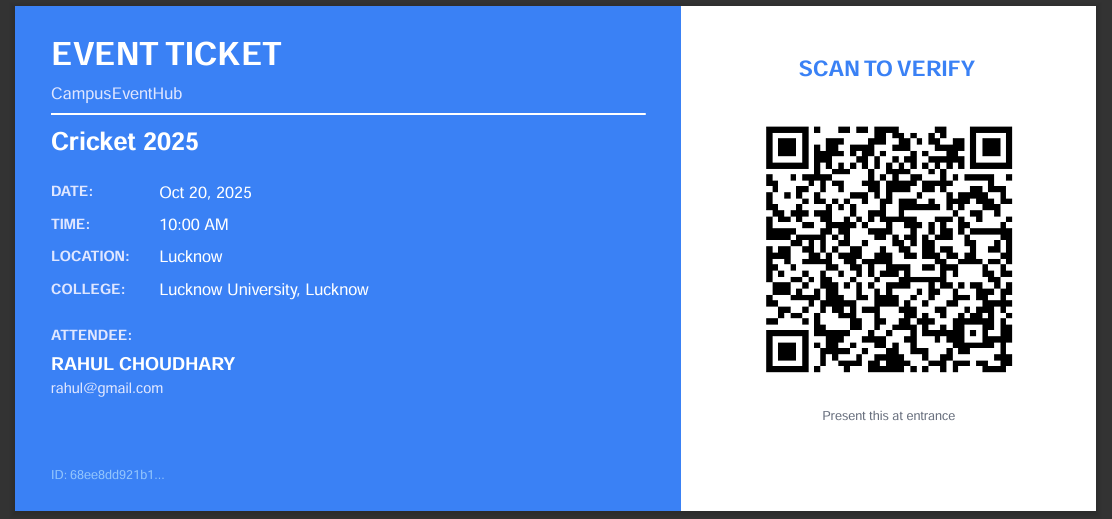 EVENT TICKET
CampusEventHub
Cricket 2025
DATE: Oct 20, 2025
TIME: 10:00 AM
LOCATION: Lucknow
COLLEGE: Lucknow University, Lucknow
ATTENDEE:
RAHUL CHOUDHARY
rahul@gmail.com
ID: 68ee8dd921b1...
SCAN TO VERIFY
Present this at entrance